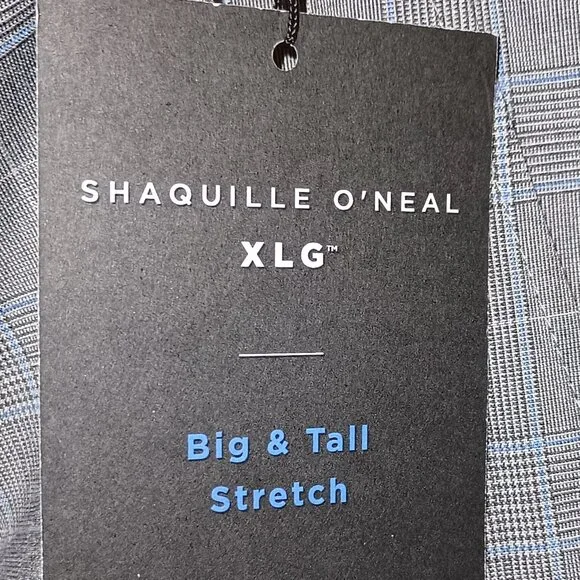 SHAQUILLE O'NEAL
XLG™
Big & Tall
Stretch